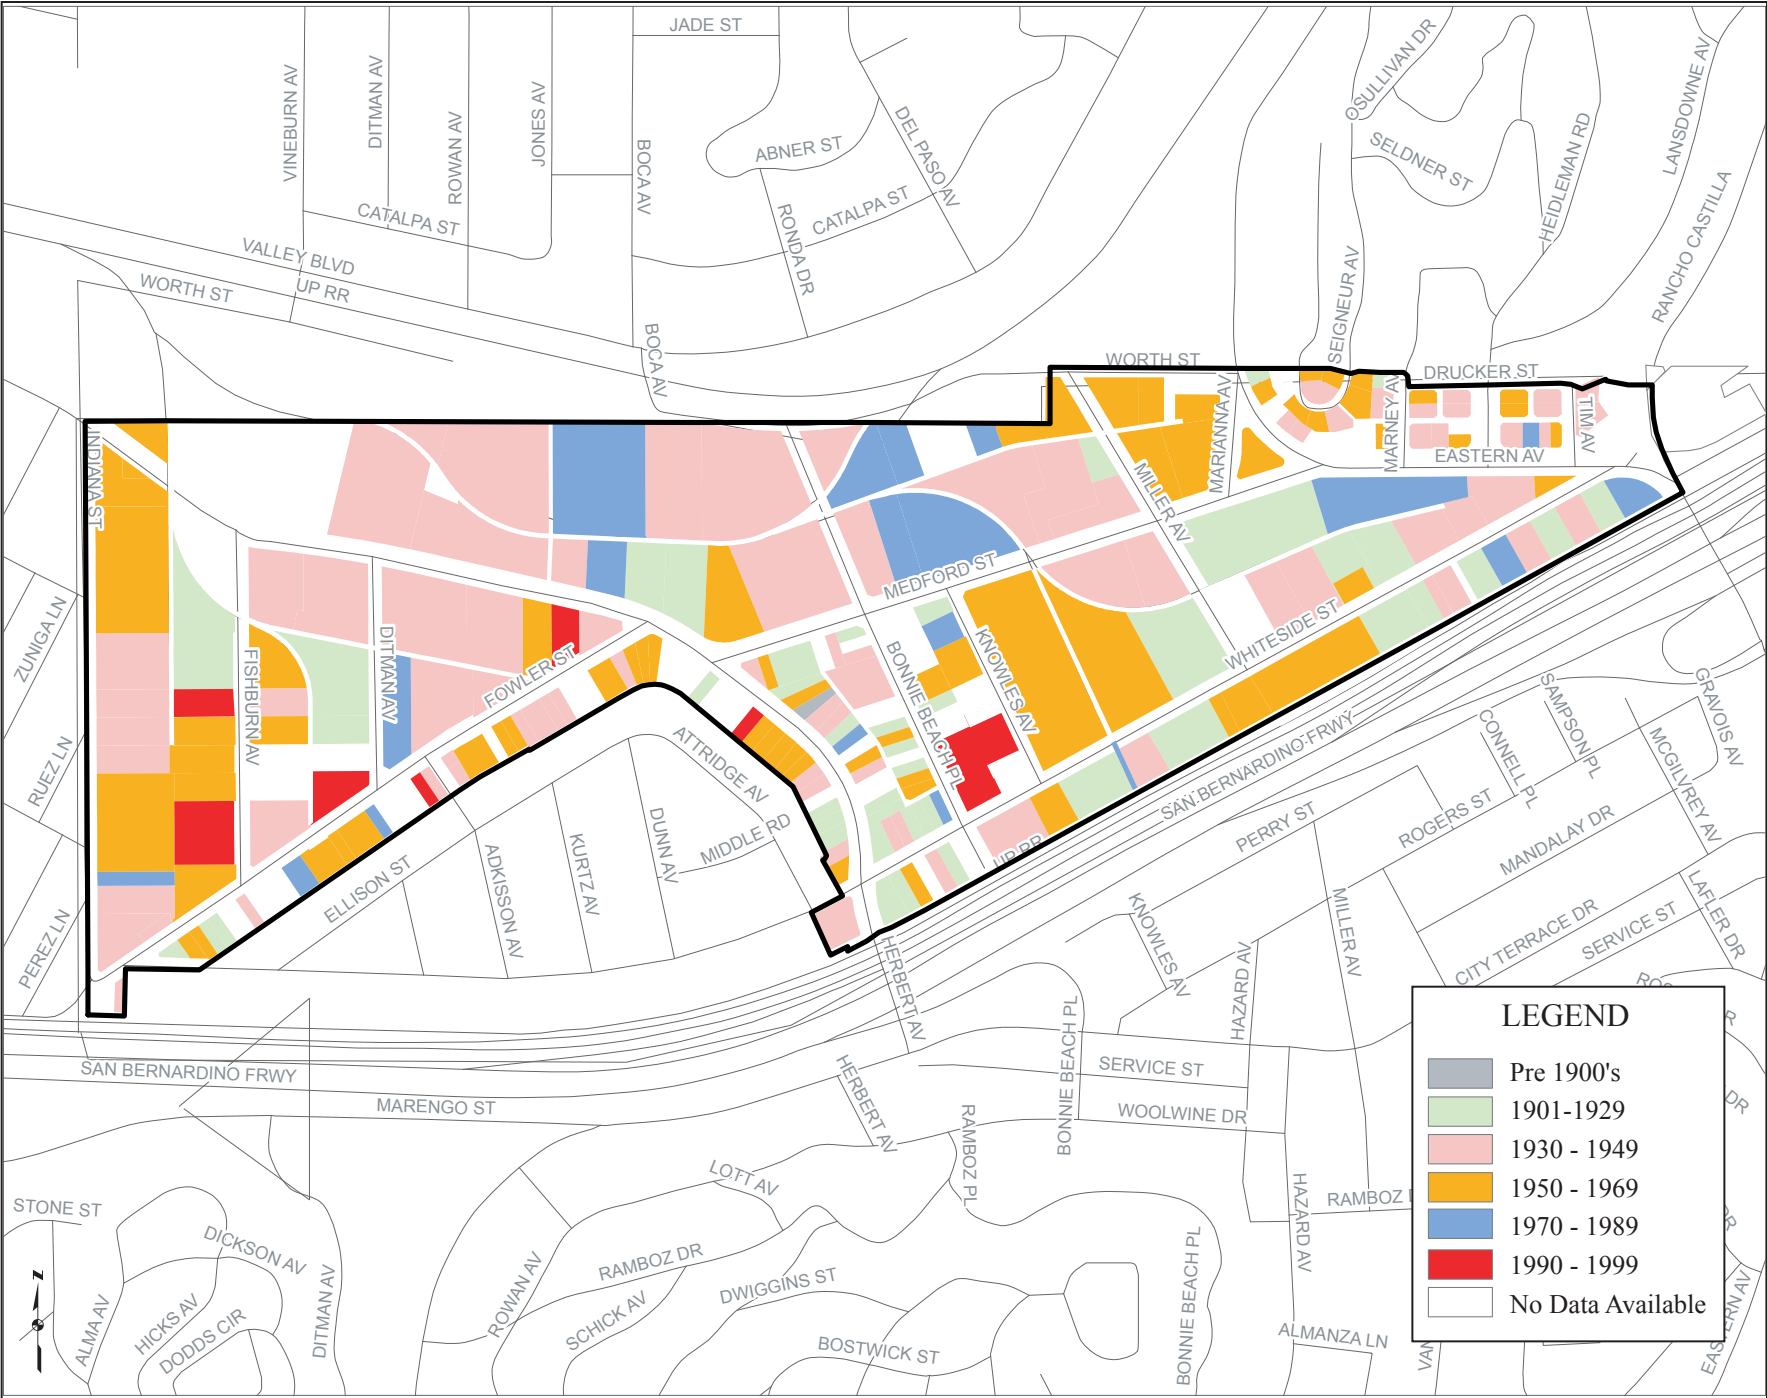 JADE ST
OSULLIVAN DR
LANSDOWNE AV
VINEBURN AV
DITMAN AV
ROWAN AV
JONES AV
BOCA AV
ABNER ST
DEL PASO AV
SELDNER ST
HEIDLEMAN RD
RANCHO CASTILLA
CATALPA ST
CATALPA ST
RONDA DR
VALLEY BLVD
UP RR
WORTH ST
SEIGNEUR AV
BOCA AV
WORTH ST
DRUCKER ST
MARIANNA AV
MARNEY AV
TIM AV
EASTERN AV
INDIANA ST
MILLER AV
MEDFORD ST
ZUNIGA LN
FISHBURN AV
DITMAN AV
FOWLER ST
BONNIE BEACH PL
KNOWLES AV
WHITESIDE ST
SAN BERNARDINO FRWY
GRAVOIS AV
SAMPSON PL
CONNELL PL
MCGILVREY AV
RUEZ LN
ATTRIDGE AV
DUNN AV
MIDDLE RD
KURTZ AV
ADKISSON AV
ELLISON ST
UP RR
PERRY ST
ROGERS ST
MANDALAY DR
LAFLER DR
PEREZ LN
HERBERT AV
KNOWLES AV
HAZARD AV
MILLER AV
CITY TERRACE DR
SERVICE ST
SAN BERNARDINO FRWY
MARENGO ST
HERBERT AV
BONNIE BEACH PL
SERVICE ST
WOOLWINE DR
RAMBOZ PL
LOTT AV
HAZARD AV
RAMBOZ D
STONE ST
DICKSON AV
ALMA AV
HICKS AV
DODDS CIR
DITMAN AV
ROWAN AV
RAMBOZ DR
SCHICK AV
DWIGGINS ST
BOSTWICK ST
BONNIE BEACH PL
ALMANZA LN
VAN
EASTERN AV
DR
DR
R
RO
LEGEND
Pre 1900's
1901-1929
1930 - 1949
1950 - 1969
1970 - 1989
1990 - 1999
No Data Available
N